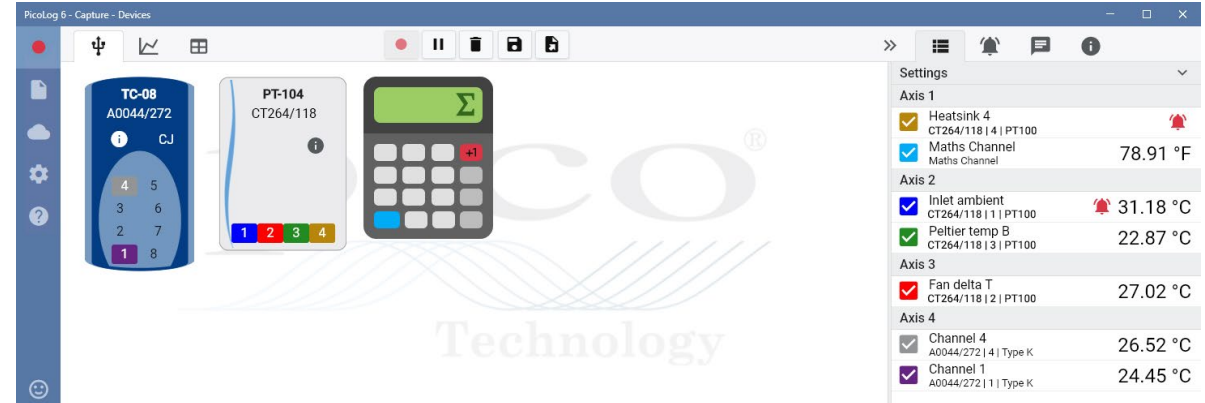 PicoLog 6 - Capture - Devices
TC-08
A0044/272
i CJ
4 5
3 6
2 7
1 8
PT-104
CT264/118
i
1 2 3 4
Σ
+1
PICO
®
Technology
Settings
Axis 1
Heatsink 4
CT264/118 | 4 | PT100
Maths Channel
Maths Channel
78.91 °F
Axis 2
Inlet ambient
CT264/118 | 1 | PT100
31.18 °C
Peltier temp B
CT264/118 | 3 | PT100
22.87 °C
Axis 3
Fan delta T
CT264/118 | 2 | PT100
27.02 °C
Axis 4
Channel 4
A0044/272 | 4 | Type K
26.52 °C
Channel 1
A0044/272 | 1 | Type K
24.45 °C